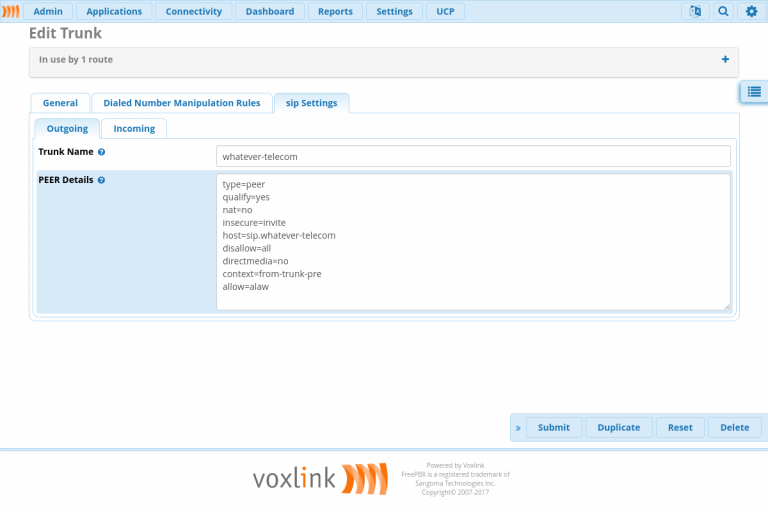 Admin Applications Connectivity Dashboard Reports Settings UCP
Edit Trunk
In use by 1 route
General Dialed Number Manipulation Rules sip Settings
Outgoing Incoming
Trunk Name whatever-telecom
PEER Details
type=peer
qualify=yes
nat=no
insecure=invite
host=sip.whatever-telecom
disallow=all
directmedia=no
context=from-trunk-pre
allow=alaw
» Submit Duplicate Reset Delete
voxlink
Powered by Voxlink
FreePBX is a registered trademark of
Sangoma Technologies Inc.
Copyright© 2007-2017